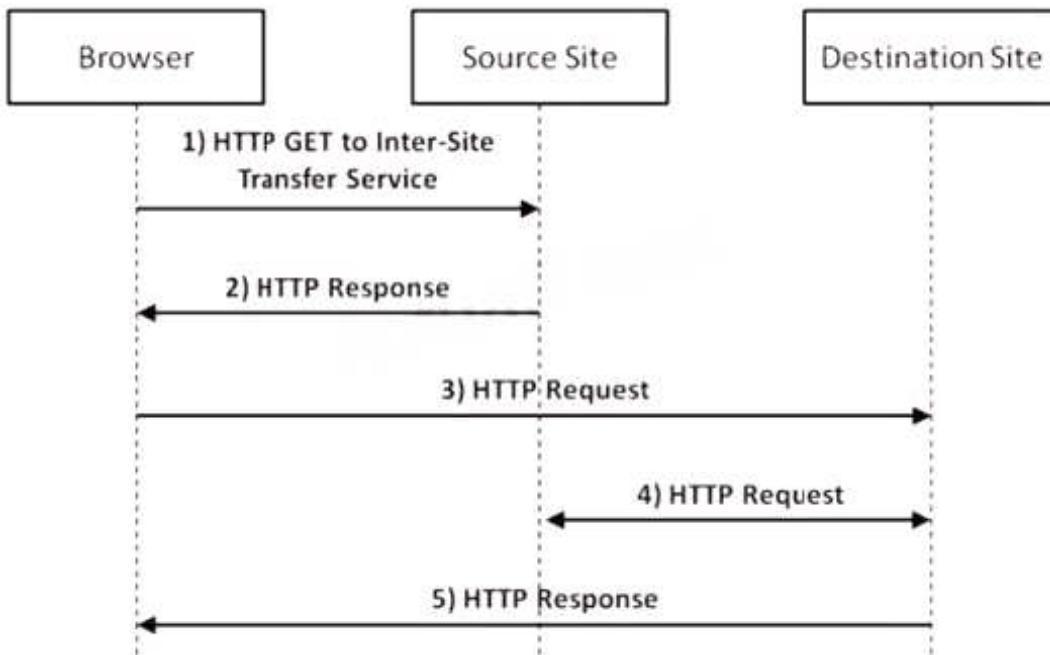 Browser
Source Site
Destination Site
1) HTTP GET to Inter-Site
Transfer Service
2) HTTP Response
3) HTTP Request
4) HTTP Request
5) HTTP Response